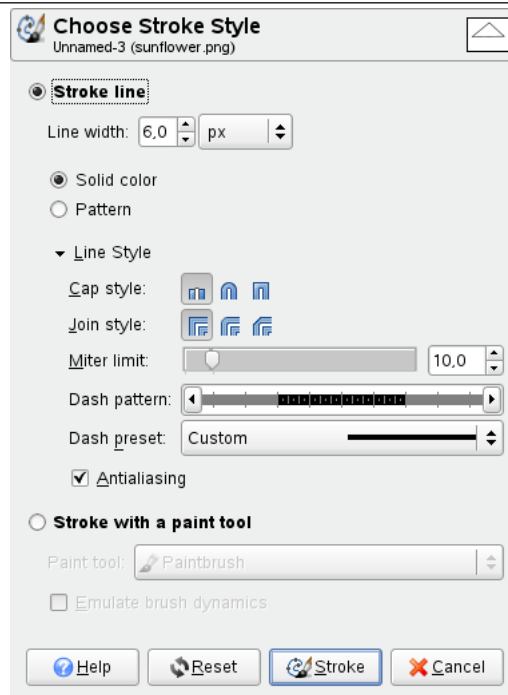 Choose Stroke Style
Unnamed-3 (sunflower.png)
Stroke line
Line width: 6,0 px
Solid color
Pattern
Line Style
Cap style:
Join style:
Miter limit: 10,0
Dash pattern:
Dash preset: Custom
Antialiasing
Stroke with a paint tool
Paint tool: Paintbrush
Emulate brush dynamics
Help Reset Stroke Cancel